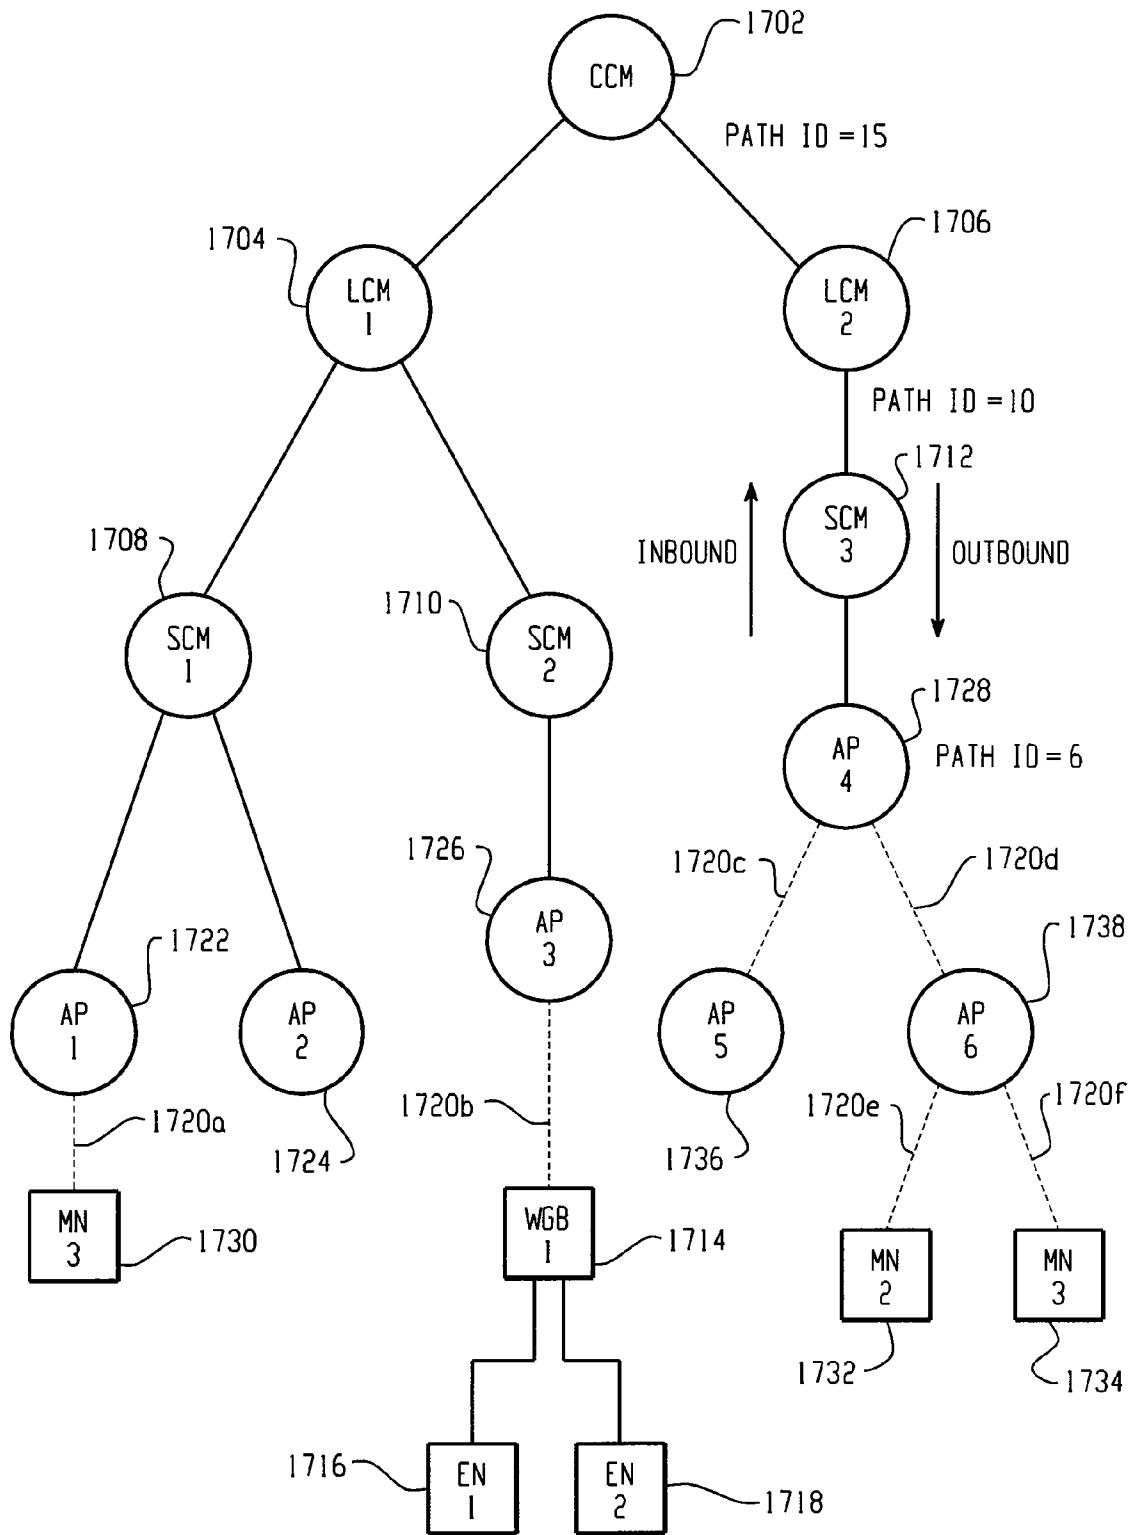 1702
CCM
PATH ID = 15
1704
1706
LCM
1
LCM
2
PATH ID = 10
1712
1708
SCM
3
INBOUND
OUTBOUND
1710
SCM
1
SCM
2
1728
AP
4
PATH ID = 6
1726
1720c
1720d
AP
3
1722
1738
AP
1
AP
2
AP
5
AP
6
1720a
1720b
1720e
1720f
1724
1736
MN
3
1730
WGB
1
1714
MN
2
MN
3
1732
1734
1716
EN
1
EN
2
1718